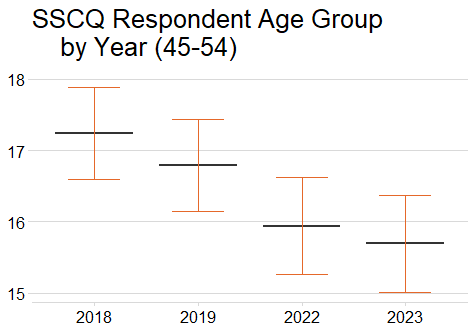 SSCQ Respondent Age Group
by Year (45-54)
18
17
16
15
2018 2019 2022 2023